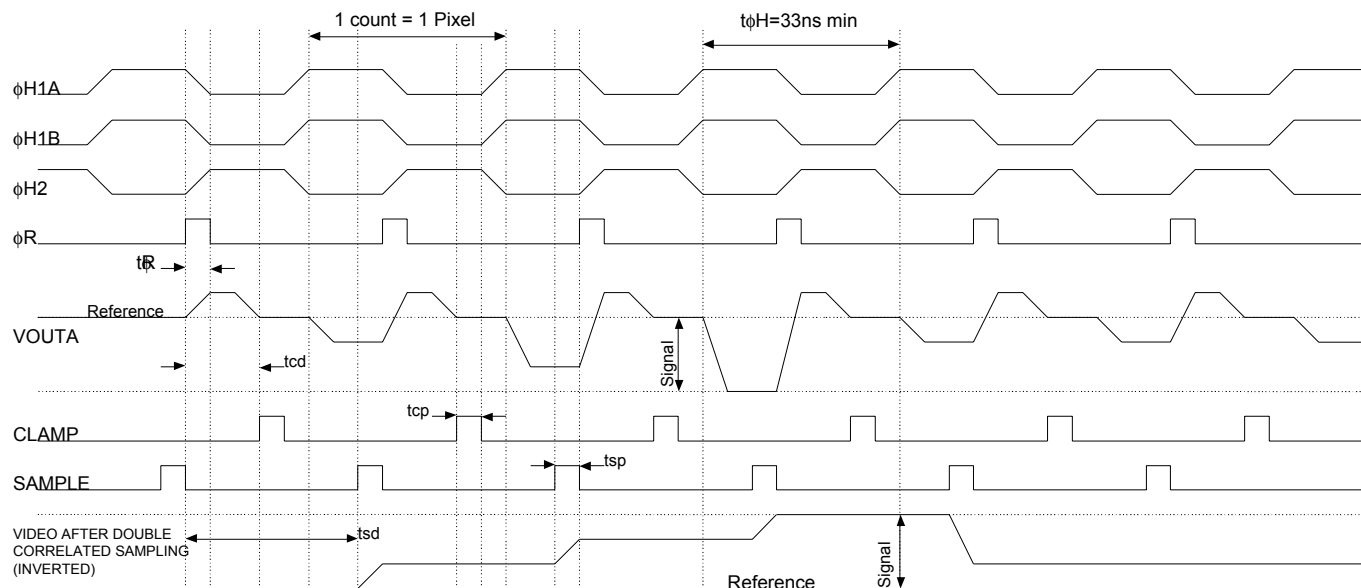 1 count = 1 Pixel
tϕH=33ns min
ϕH1A
ϕH1B
ϕH2
ϕR
tϕR
Reference
VOUTA
tcd
Signal
tcp
CLAMP
tsp
SAMPLE
VIDEO AFTER DOUBLE
CORRELATED SAMPLING
(INVERTED)
tsd
Reference
Signal